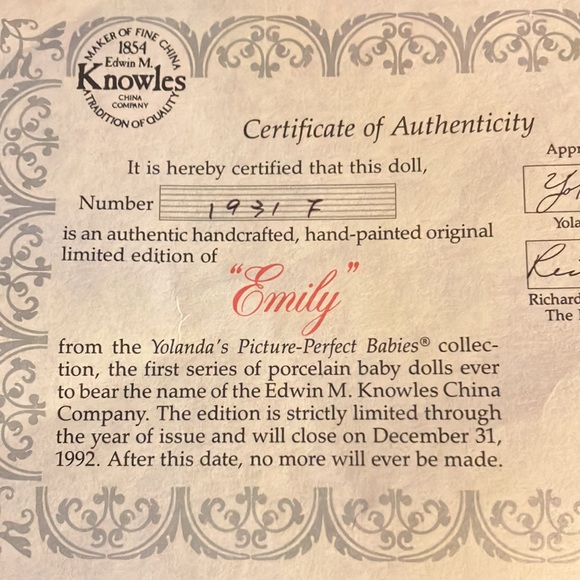 MAKER OF FINE CHINA
1854
Edwin M.
Knowles
CHINA
COMPANY
A TRADITION OF QUALITY
Certificate of Authenticity
It is hereby certified that this doll,
Number 1931 F
is an authentic handcrafted, hand-painted original
limited edition of
"Emily"
from the Yolanda's Picture-Perfect Babies® collec-
tion, the first series of porcelain baby dolls ever
to bear the name of the Edwin M. Knowles China
Company. The edition is strictly limited through
the year of issue and will close on December 31,
1992. After this date, no more will ever be made.
Appr
Yola
Richard
The